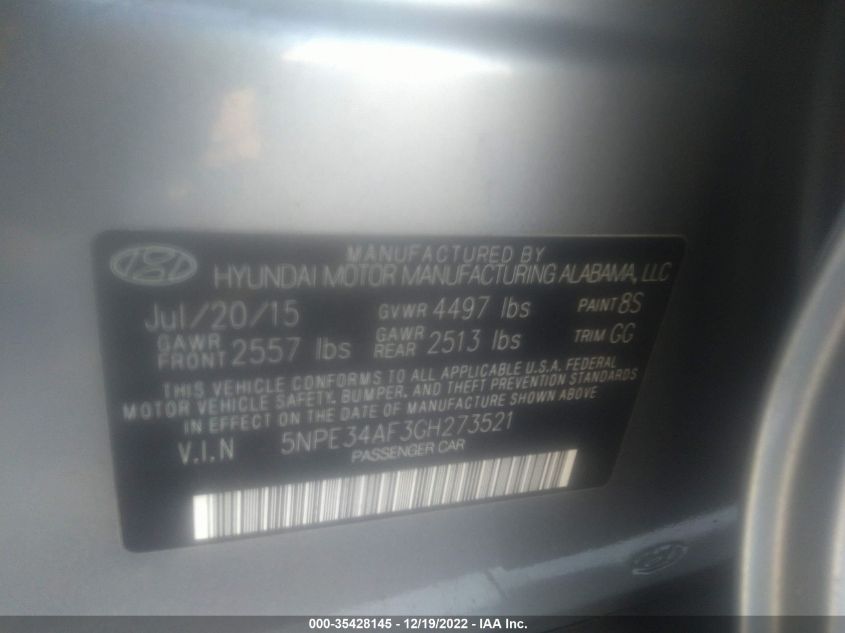 MANUFACTURED BY
HYUNDAI MOTOR MANUFACTURING ALABAMA, LLC
Jul/20/15 GVWR 4497 lbs PAINT 8S
GAWR FRONT 2557 lbs GAWR REAR 2513 lbs TRIM GG
THIS VEHICLE CONFORMS TO ALL APPLICABLE U.S.A. FEDERAL
MOTOR VEHICLE SAFETY, BUMPER, AND THEFT PREVENTION STANDARDS
IN EFFECT ON THE DATE OF MANUFACTURE SHOWN ABOVE.
V.I.N 5NPE34AF3GH273521
PASSENGER CAR
000-35428145 - 12/19/2022 - IAA Inc.